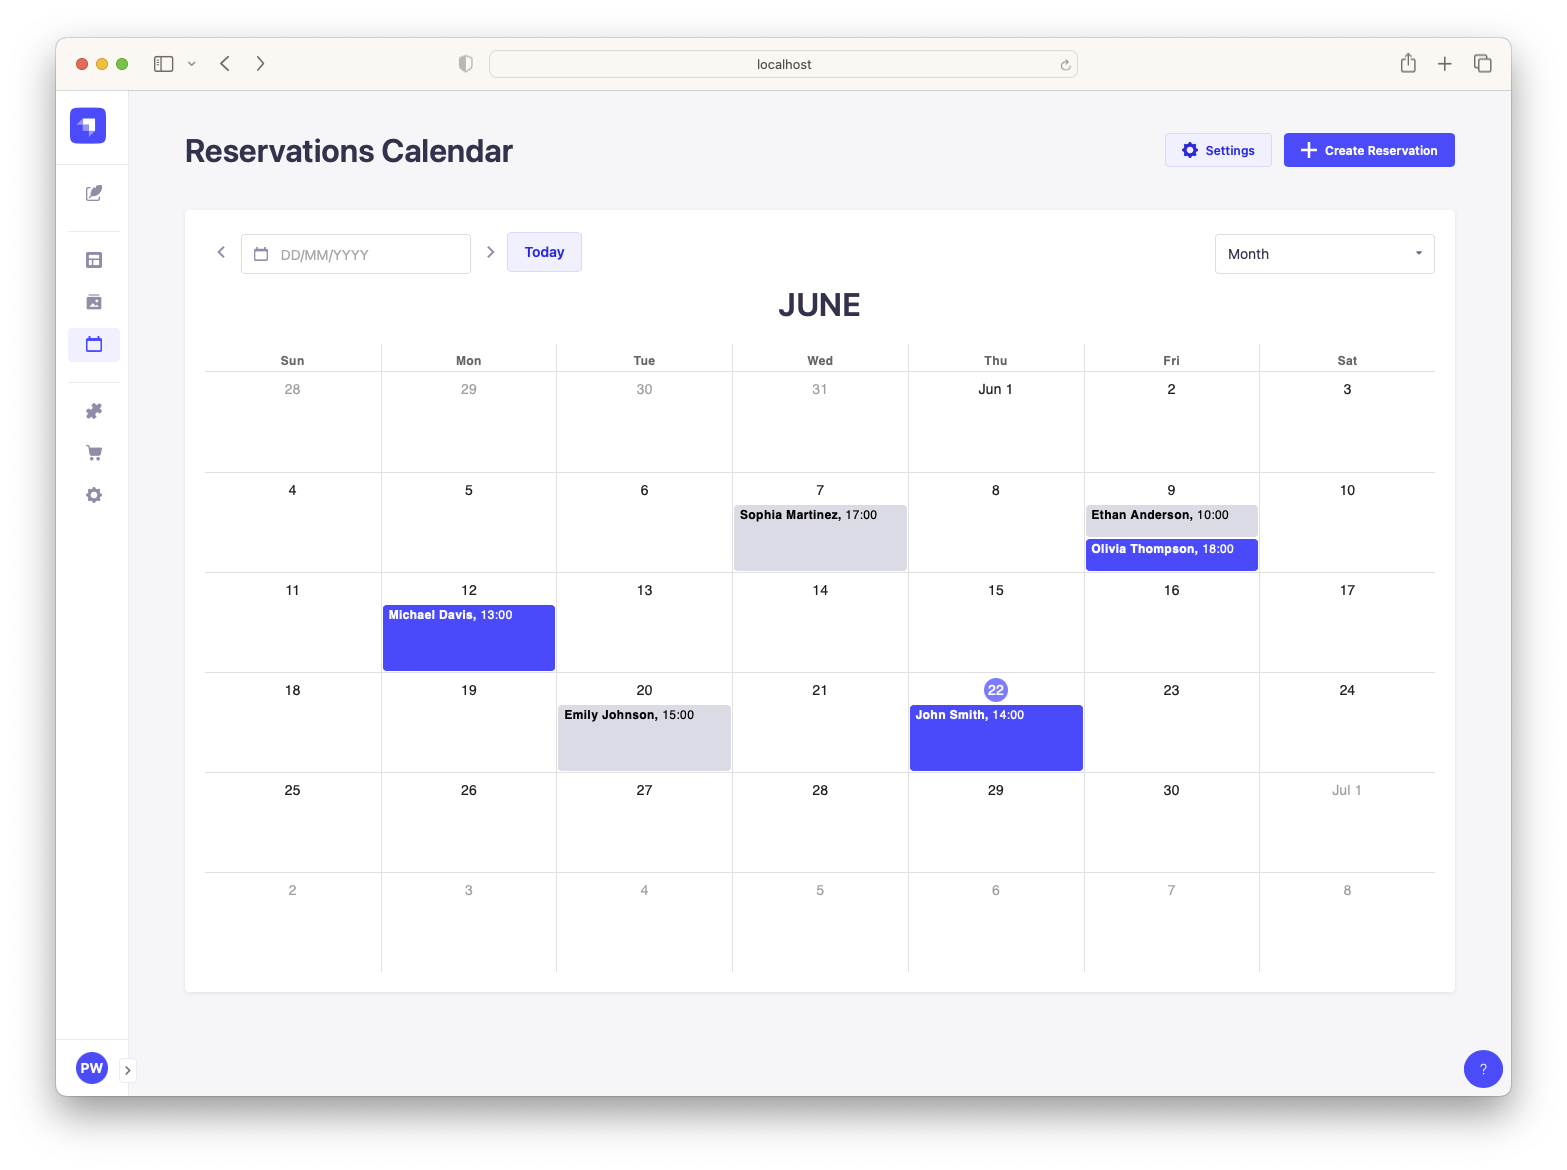 localhost
Reservations Calendar
Settings
Create Reservation
DD/MM/YYYY
Today
Month
JUNE
Sun Mon Tue Wed Thu Fri Sat
28 29 30 31 Jun 1 2 3
4 5 6 7 8 9 10
Sophia Martinez, 17:00
Ethan Anderson, 10:00
Olivia Thompson, 18:00
11 12 13 14 15 16 17
Michael Davis, 13:00
18 19 20 21 22 23 24
Emily Johnson, 15:00
John Smith, 14:00
25 26 27 28 29 30 Jul 1
2 3 4 5 6 7 8
PW
?